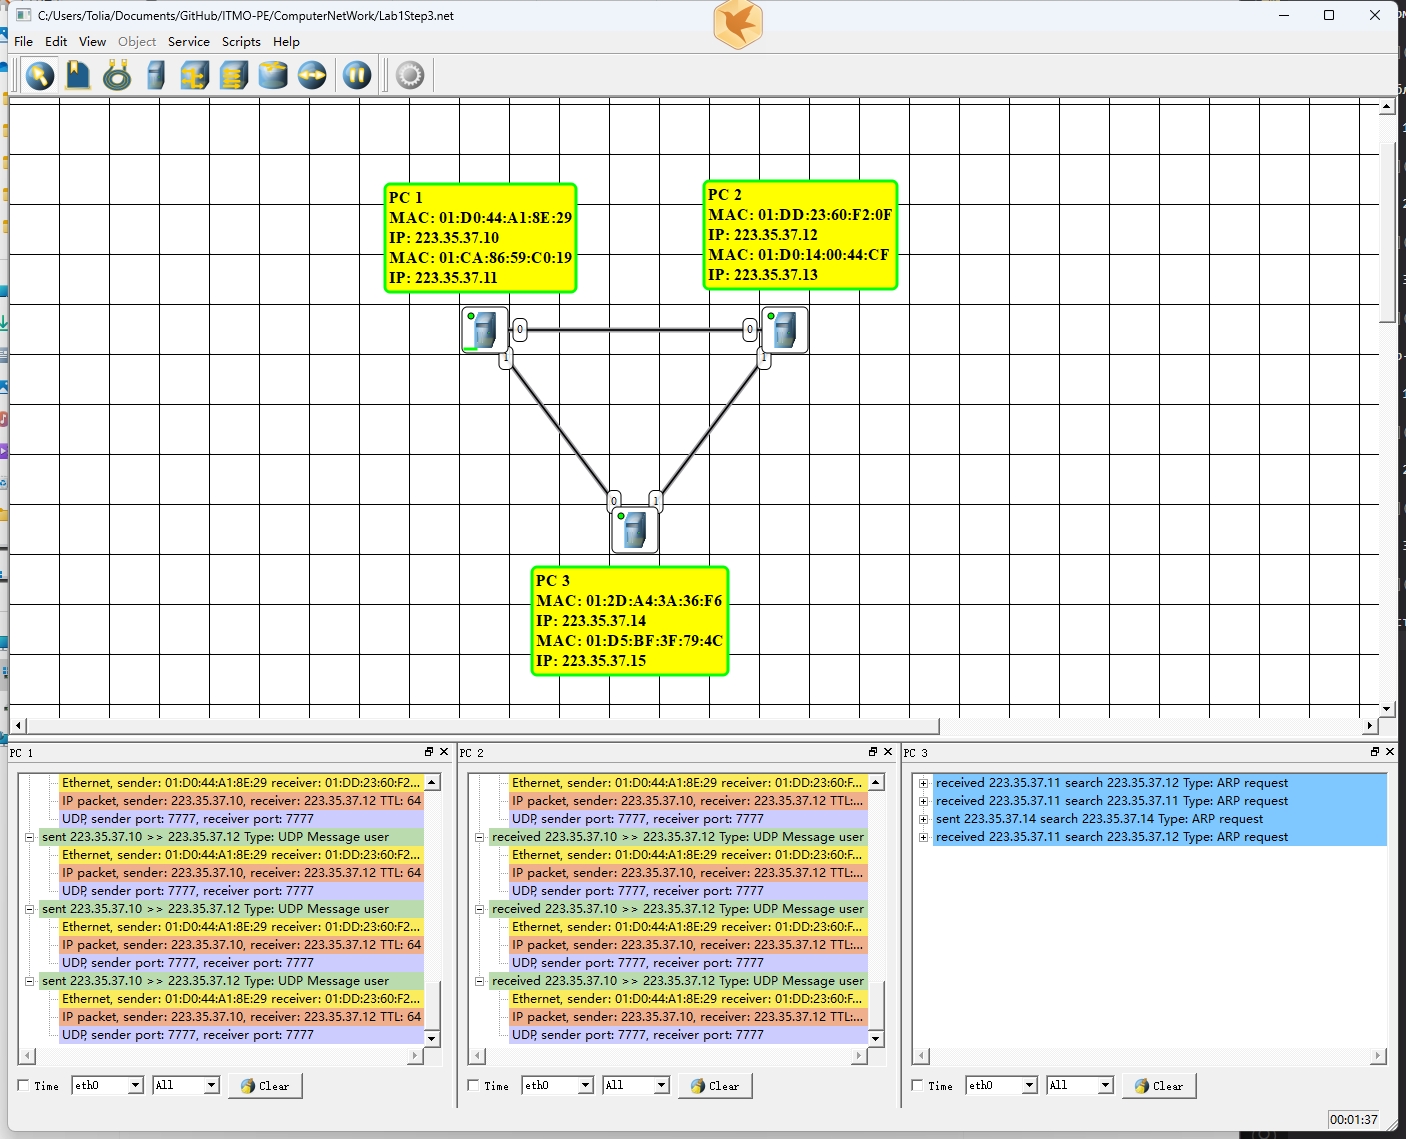 C:/Users/Tolia/Documents/GitHub/ITMO-PE/ComputerNetWork/Lab1Step3.net
File Edit View Object Service Scripts Help
PC 1
MAC: 01:D0:44:A1:8E:29
IP: 223.35.37.10
MAC: 01:CA:86:59:C0:19
IP: 223.35.37.11
PC 2
MAC: 01:DD:23:60:F2:0F
IP: 223.35.37.12
MAC: 01:D0:14:00:44:CF
IP: 223.35.37.13
0
0
1
1
0
1
PC 3
MAC: 01:2D:A4:3A:36:F6
IP: 223.35.37.14
MAC: 01:D5:BF:3F:79:4C
IP: 223.35.37.15
PC 1
Ethernet, sender: 01:D0:44:A1:8E:29 receiver: 01:DD:23:60:F2...
IP packet, sender: 223.35.37.10, receiver: 223.35.37.12 TTL: 64
UDP, sender port: 7777, receiver port: 7777
sent 223.35.37.10 >> 223.35.37.12 Type: UDP Message user
Ethernet, sender: 01:D0:44:A1:8E:29 receiver: 01:DD:23:60:F2...
IP packet, sender: 223.35.37.10, receiver: 223.35.37.12 TTL: 64
UDP, sender port: 7777, receiver port: 7777
sent 223.35.37.10 >> 223.35.37.12 Type: UDP Message user
Ethernet, sender: 01:D0:44:A1:8E:29 receiver: 01:DD:23:60:F2...
IP packet, sender: 223.35.37.10, receiver: 223.35.37.12 TTL: 64
UDP, sender port: 7777, receiver port: 7777
sent 223.35.37.10 >> 223.35.37.12 Type: UDP Message user
Ethernet, sender: 01:D0:44:A1:8E:29 receiver: 01:DD:23:60:F2...
IP packet, sender: 223.35.37.10, receiver: 223.35.37.12 TTL: 64
UDP, sender port: 7777, receiver port: 7777
Time eth0 All Clear
PC 2
Ethernet, sender: 01:D0:44:A1:8E:29 receiver: 01:DD:23:60:F...
IP packet, sender: 223.35.37.10, receiver: 223.35.37.12 TTL:...
UDP, sender port: 7777, receiver port: 7777
received 223.35.37.10 >> 223.35.37.12 Type: UDP Message user
Ethernet, sender: 01:D0:44:A1:8E:29 receiver: 01:DD:23:60:F...
IP packet, sender: 223.35.37.10, receiver: 223.35.37.12 TTL:...
UDP, sender port: 7777, receiver port: 7777
received 223.35.37.10 >> 223.35.37.12 Type: UDP Message user
Ethernet, sender: 01:D0:44:A1:8E:29 receiver: 01:DD:23:60:F...
IP packet, sender: 223.35.37.10, receiver: 223.35.37.12 TTL:...
UDP, sender port: 7777, receiver port: 7777
received 223.35.37.10 >> 223.35.37.12 Type: UDP Message user
Ethernet, sender: 01:D0:44:A1:8E:29 receiver: 01:DD:23:60:F...
IP packet, sender: 223.35.37.10, receiver: 223.35.37.12 TTL:...
UDP, sender port: 7777, receiver port: 7777
Time eth0 All Clear
PC 3
received 223.35.37.11 search 223.35.37.12 Type: ARP request
received 223.35.37.11 search 223.35.37.11 Type: ARP request
sent 223.35.37.14 search 223.35.37.14 Type: ARP request
received 223.35.37.11 search 223.35.37.12 Type: ARP request
Time eth0 All Clear
00:01:37